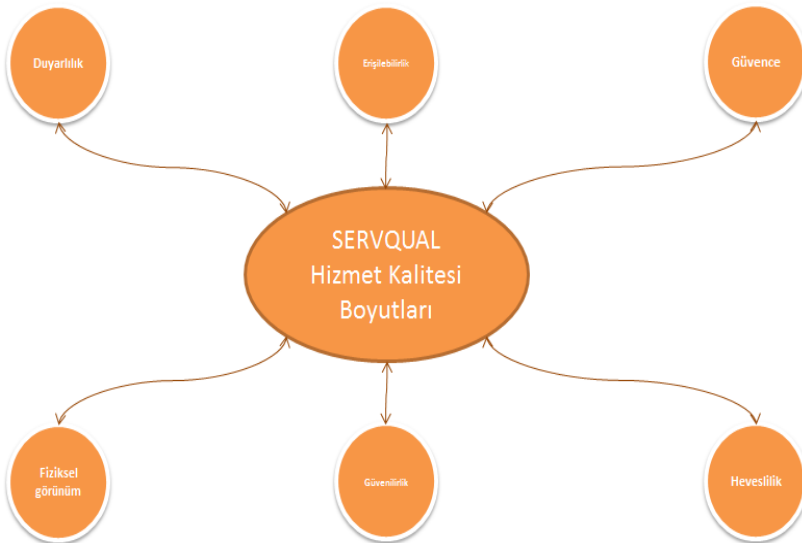 Duyarlılık
Erişilebilirlik
Güvence
SERVQUAL
Hizmet Kalitesi
Boyutları
Fiziksel
görünüm
Güvenilirlik
Heveslilik